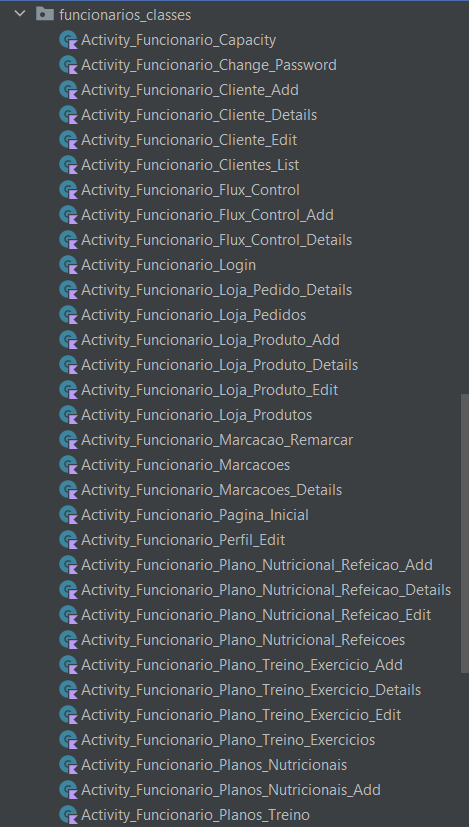 funcionarios_classes
Activity_Funcionario_Capacity
Activity_Funcionario_Change_Password
Activity_Funcionario_Cliente_Add
Activity_Funcionario_Cliente_Details
Activity_Funcionario_Cliente_Edit
Activity_Funcionario_Clientes_List
Activity_Funcionario_Flux_Control
Activity_Funcionario_Flux_Control_Add
Activity_Funcionario_Flux_Control_Details
Activity_Funcionario_Login
Activity_Funcionario_Loja_Pedido_Details
Activity_Funcionario_Loja_Pedidos
Activity_Funcionario_Loja_Produto_Add
Activity_Funcionario_Loja_Produto_Details
Activity_Funcionario_Loja_Produto_Edit
Activity_Funcionario_Loja_Produtos
Activity_Funcionario_Marcacao_Remarcar
Activity_Funcionario_Marcacoes
Activity_Funcionario_Marcacoes_Details
Activity_Funcionario_Pagina_Inicial
Activity_Funcionario_Perfil_Edit
Activity_Funcionario_Plano_Nutricional_Refeicao_Add
Activity_Funcionario_Plano_Nutricional_Refeicao_Details
Activity_Funcionario_Plano_Nutricional_Refeicao_Edit
Activity_Funcionario_Plano_Nutricional_Refeicoes
Activity_Funcionario_Plano_Treino_Exercicio_Add
Activity_Funcionario_Plano_Treino_Exercicio_Details
Activity_Funcionario_Plano_Treino_Exercicio_Edit
Activity_Funcionario_Plano_Treino_Exercicios
Activity_Funcionario_Planos_Nutricionais
Activity_Funcionario_Planos_Nutricionais_Add
Activity_Funcionario_Planos_Treino